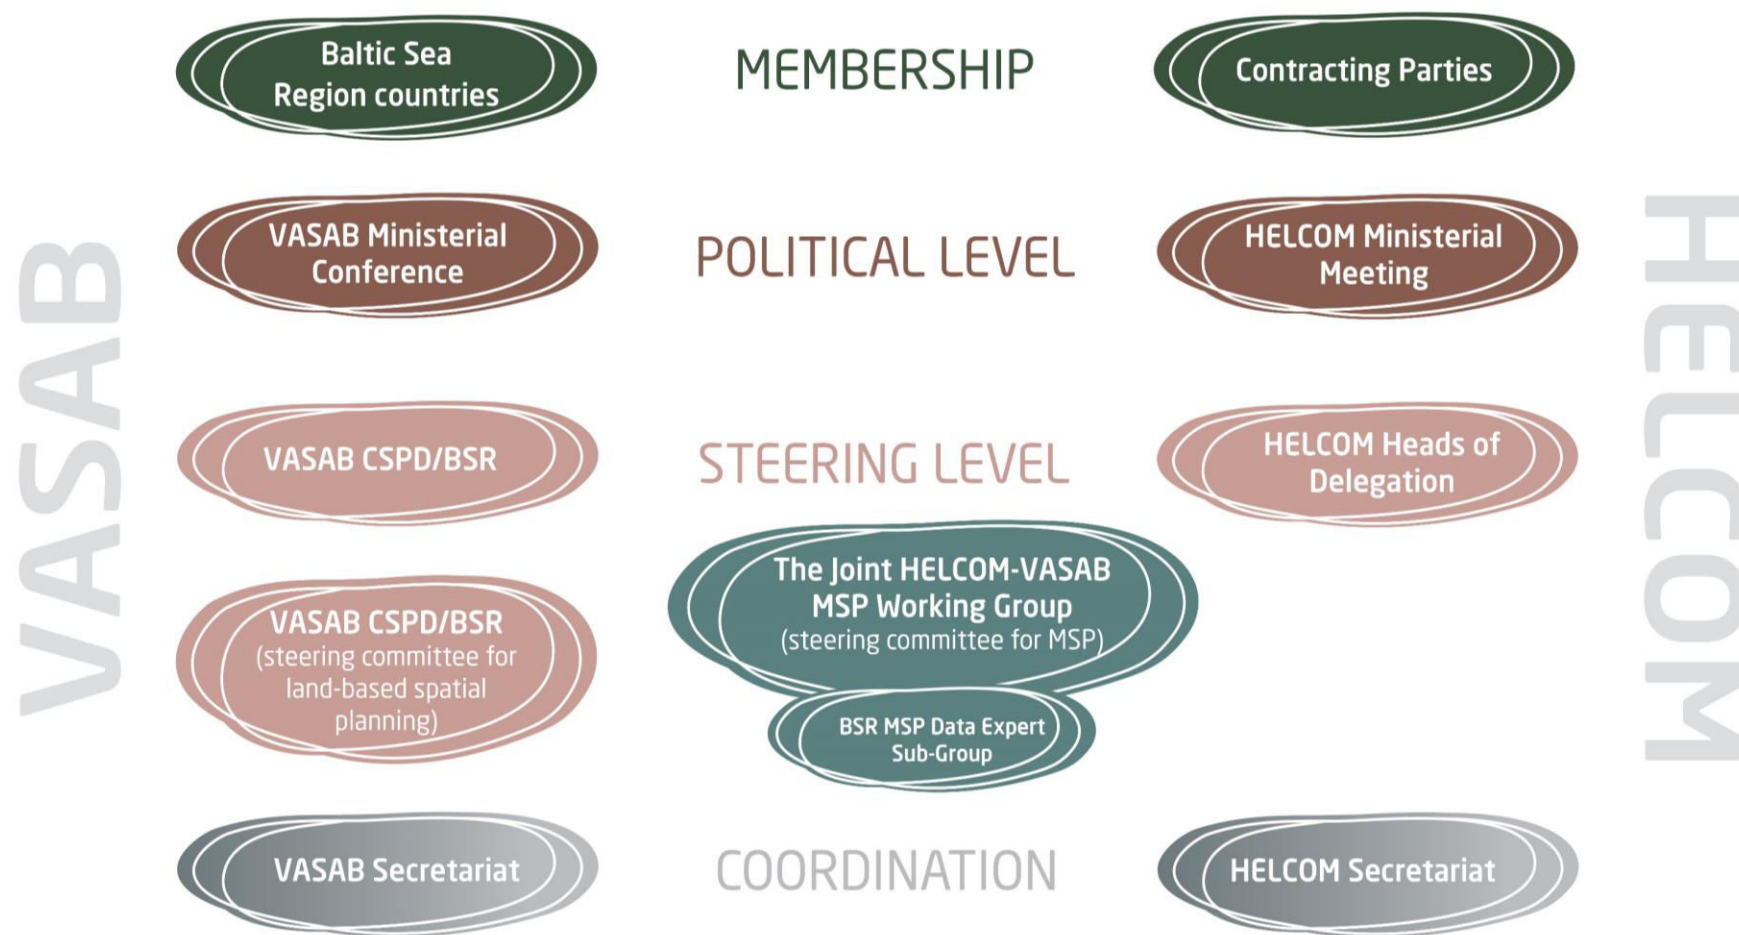 VASAB
HELCOM
Baltic Sea
Region countries
MEMBERSHIP
Contracting Parties
VASAB Ministerial
Conference
POLITICAL LEVEL
HELCOM Ministerial
Meeting
VASAB CSPD/BSR
STEERING LEVEL
HELCOM Heads of
Delegation
VASAB CSPD/BSR
(steering committee for
land-based spatial
planning)
The Joint HELCOM-VASAB
MSP Working Group
(steering committee for MSP)
BSR MSP Data Expert
Sub-Group
VASAB Secretariat
COORDINATION
HELCOM Secretariat